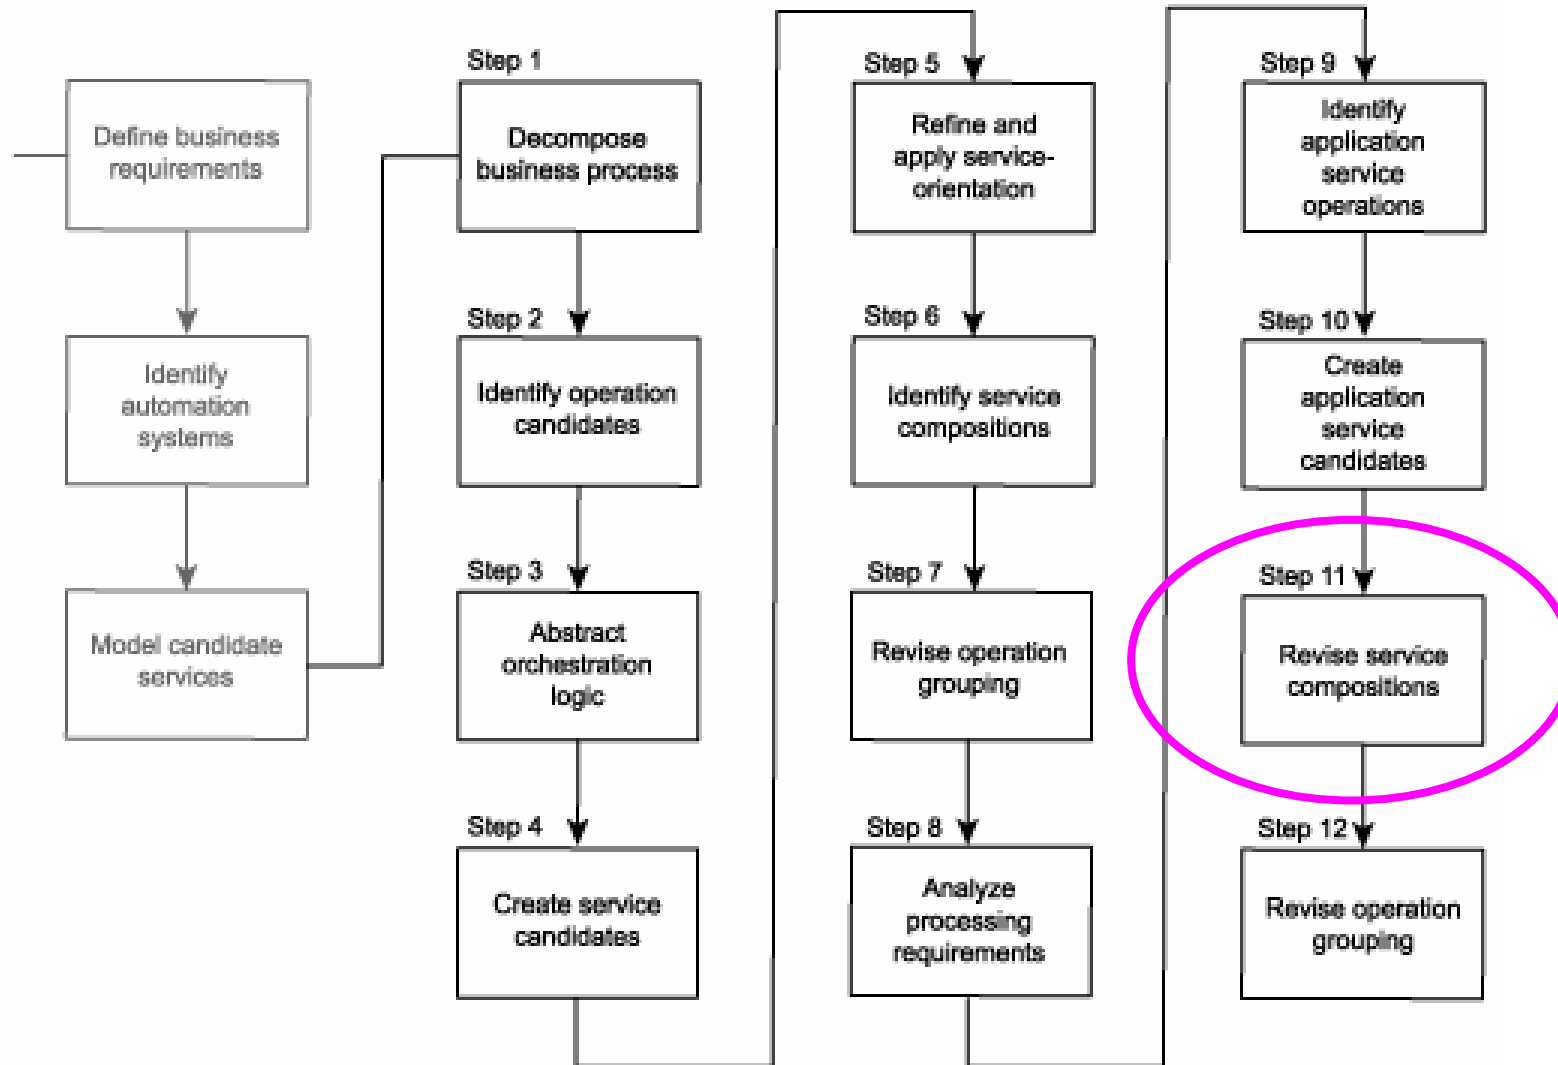 Define business
requirements
Identify
automation
systems
Model candidate
services
Step 1
Decompose
business process
Step 2
Identify operation
candidates
Step 3
Abstract
orchestration
logic
Step 4
Create service
candidates
Step 5
Refine and
apply service-
orientation
Step 6
Identify service
compositions
Step 7
Revise operation
grouping
Step 8
Analyze
processing
requirements
Step 9
Identify
application
service
operations
Step 10
Create
application
service
candidates
Step 11
Revise service
compositions
Step 12
Revise operation
grouping